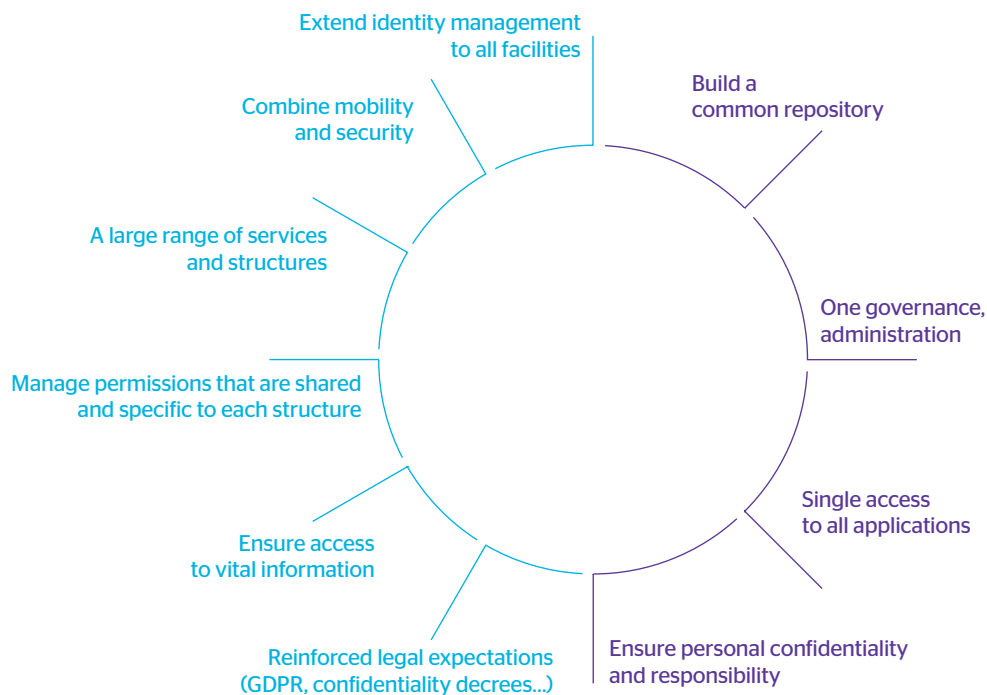 Extend identity management
to all facilities
Build a
common repository
Combine mobility
and security
A large range of services
and structures
One governance,
administration
Manage permissions that are shared
and specific to each structure
Single access
to all applications
Ensure access
to vital information
Ensure personal confidentiality
and responsibility
Reinforced legal expectations
(GDPR, confidentiality decrees...)